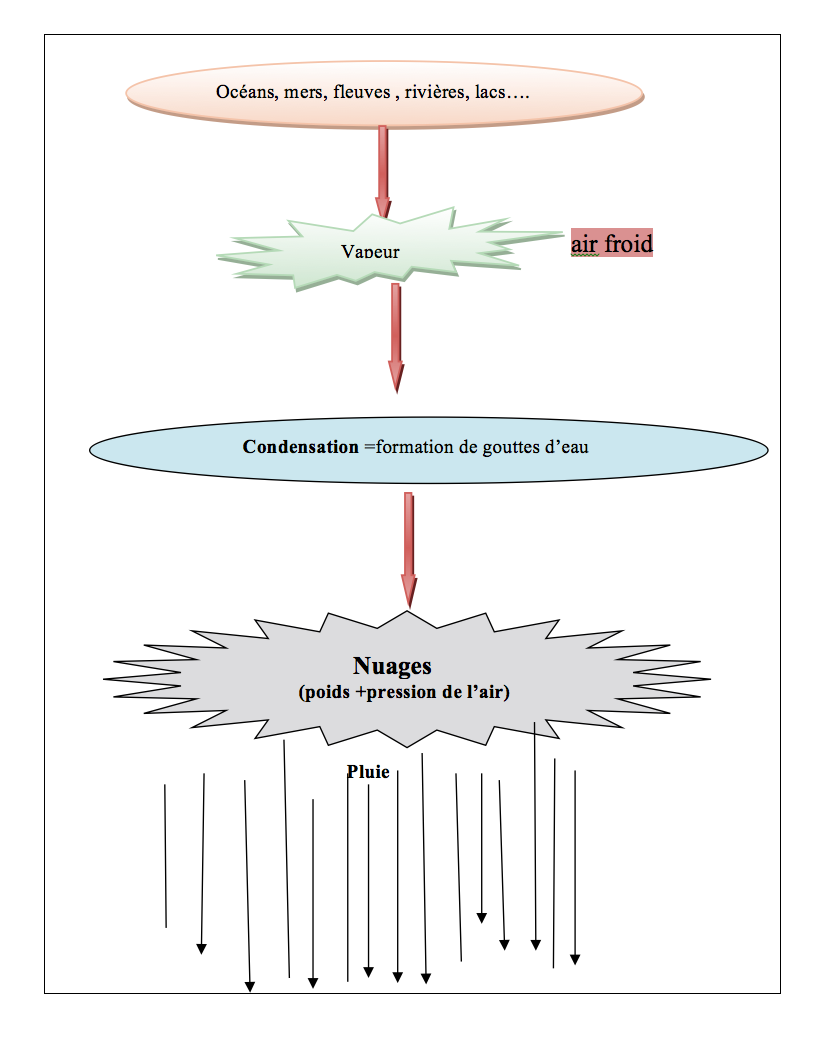 Océans, mers, fleuves , rivières, lacs….
Vapeur
air froid
Condensation =formation de gouttes d’eau
Nuages
(poids +pression de l’air)
Pluie